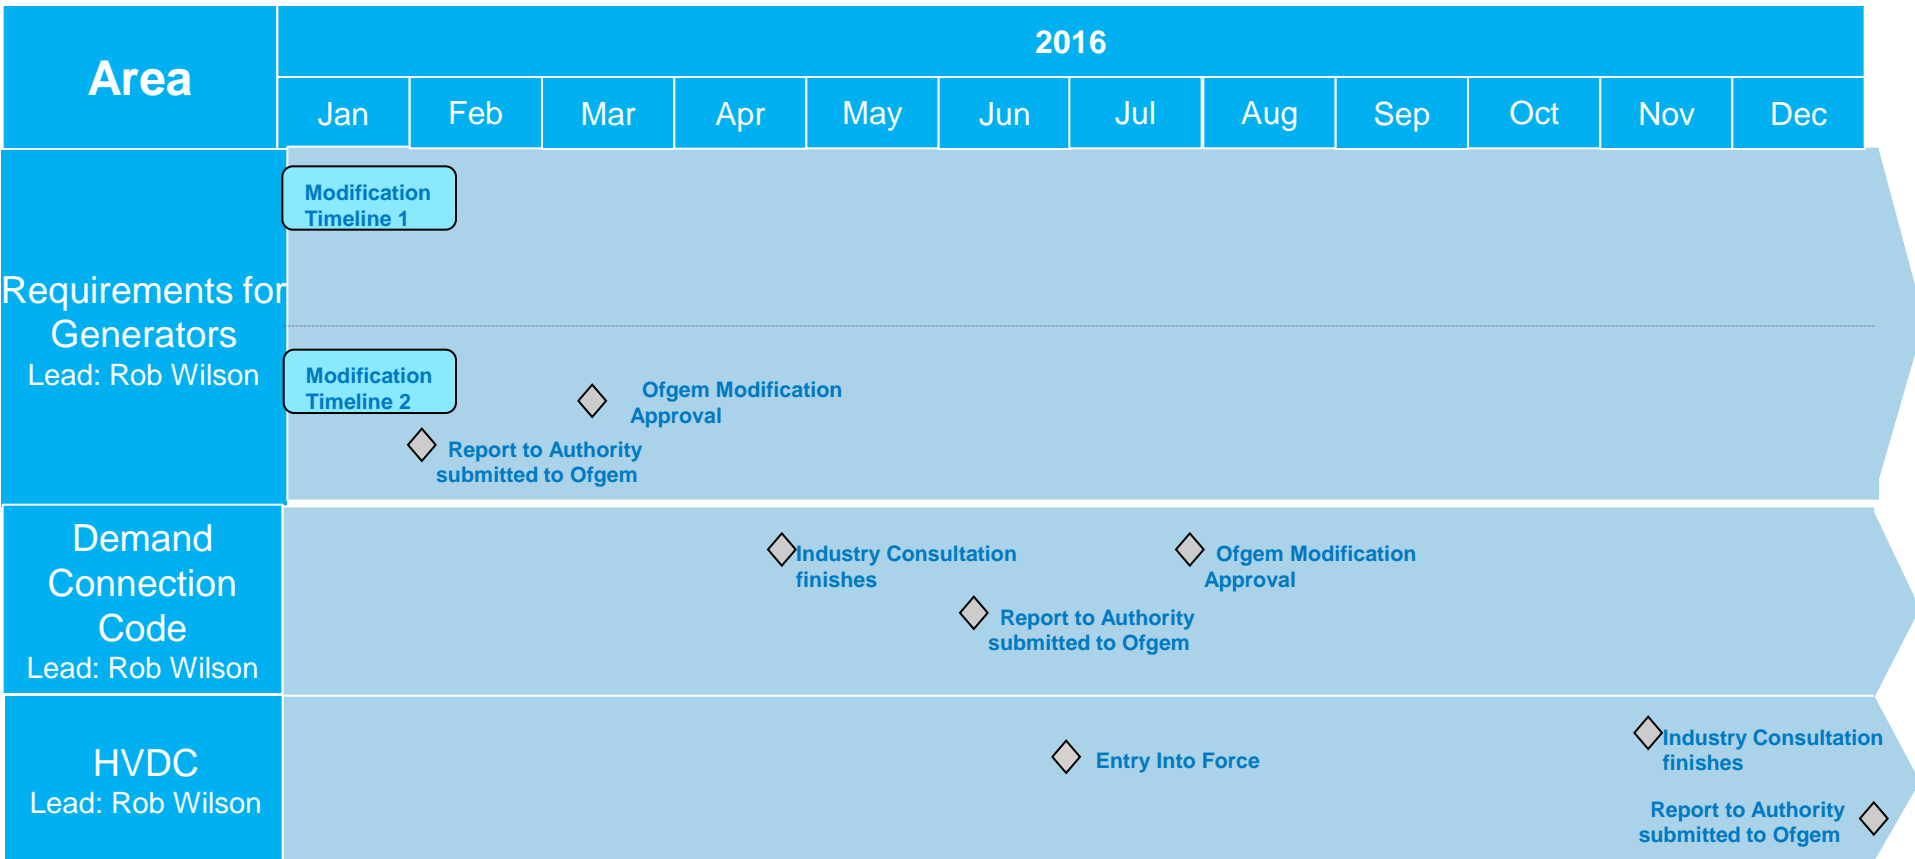 Area
2016
Jan Feb Mar Apr May Jun Jul Aug Sep Oct Nov Dec
Requirements for
Generators
Lead: Rob Wilson
Modification
Timeline 1
Modification
Timeline 2
Ofgem Modification
Approval
Report to Authority
submitted to Ofgem
Demand
Connection
Code
Lead: Rob Wilson
Industry Consultation
finishes
Ofgem Modification
Approval
Report to Authority
submitted to Ofgem
HVDC
Lead: Rob Wilson
Entry Into Force
Industry Consultation
finishes
Report to Authority
submitted to Ofgem